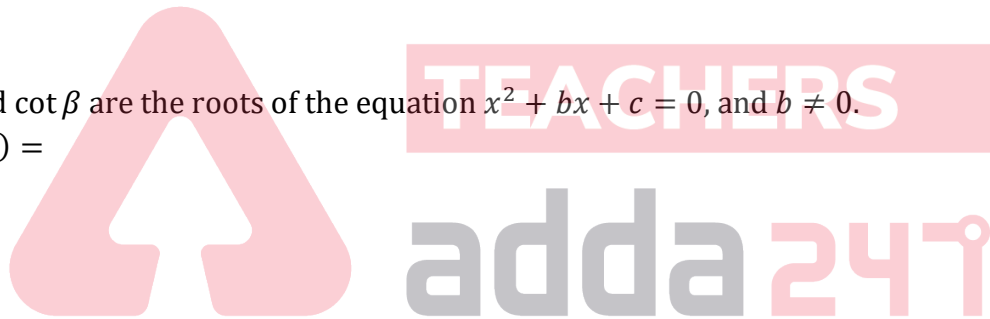 d cot β are the roots of the equation x² + bx + c = 0, and b ≠ 0.
) =
TEACHERS
adda247